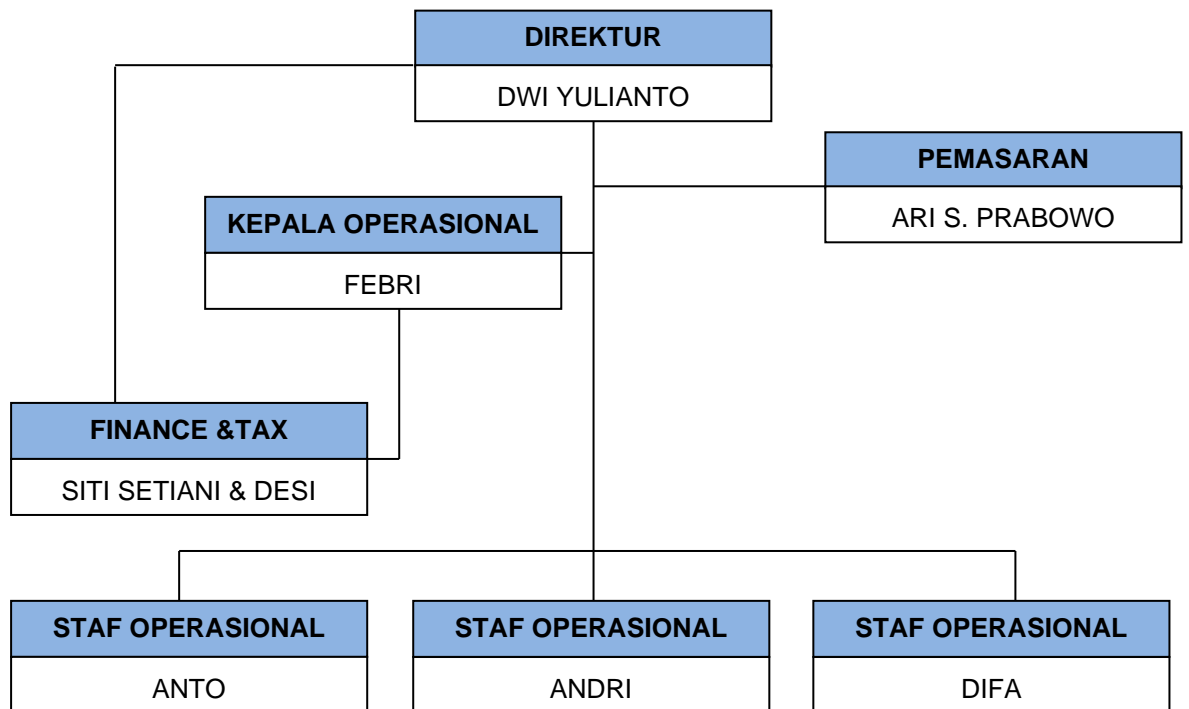 DIREKTUR
DWI YULIANTO
PEMASARAN
ARI S. PRABOWO
KEPALA OPERASIONAL
FEBRI
FINANCE &TAX
SITI SETIANI & DESI
STAF OPERASIONAL
ANTO
STAF OPERASIONAL
ANDRI
STAF OPERASIONAL
DIFA